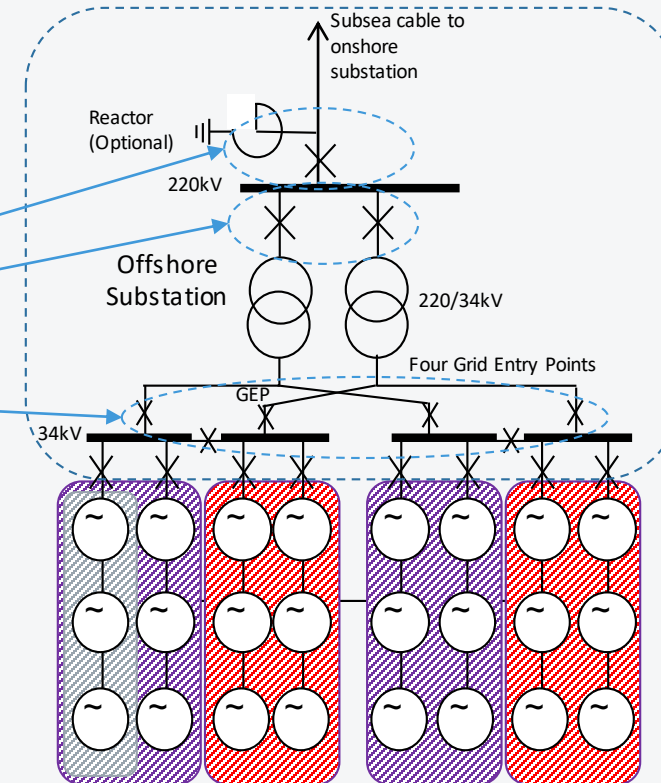 Subsea cable to
onshore
substation
Reactor
(Optional)
220kV
Offshore
Substation
220/34kV
Four Grid Entry Points
GEP
34kV
~ ~ ~ ~ ~ ~ ~ ~
~ ~ ~ ~ ~ ~ ~ ~
~ ~ ~ ~ ~ ~ ~ ~